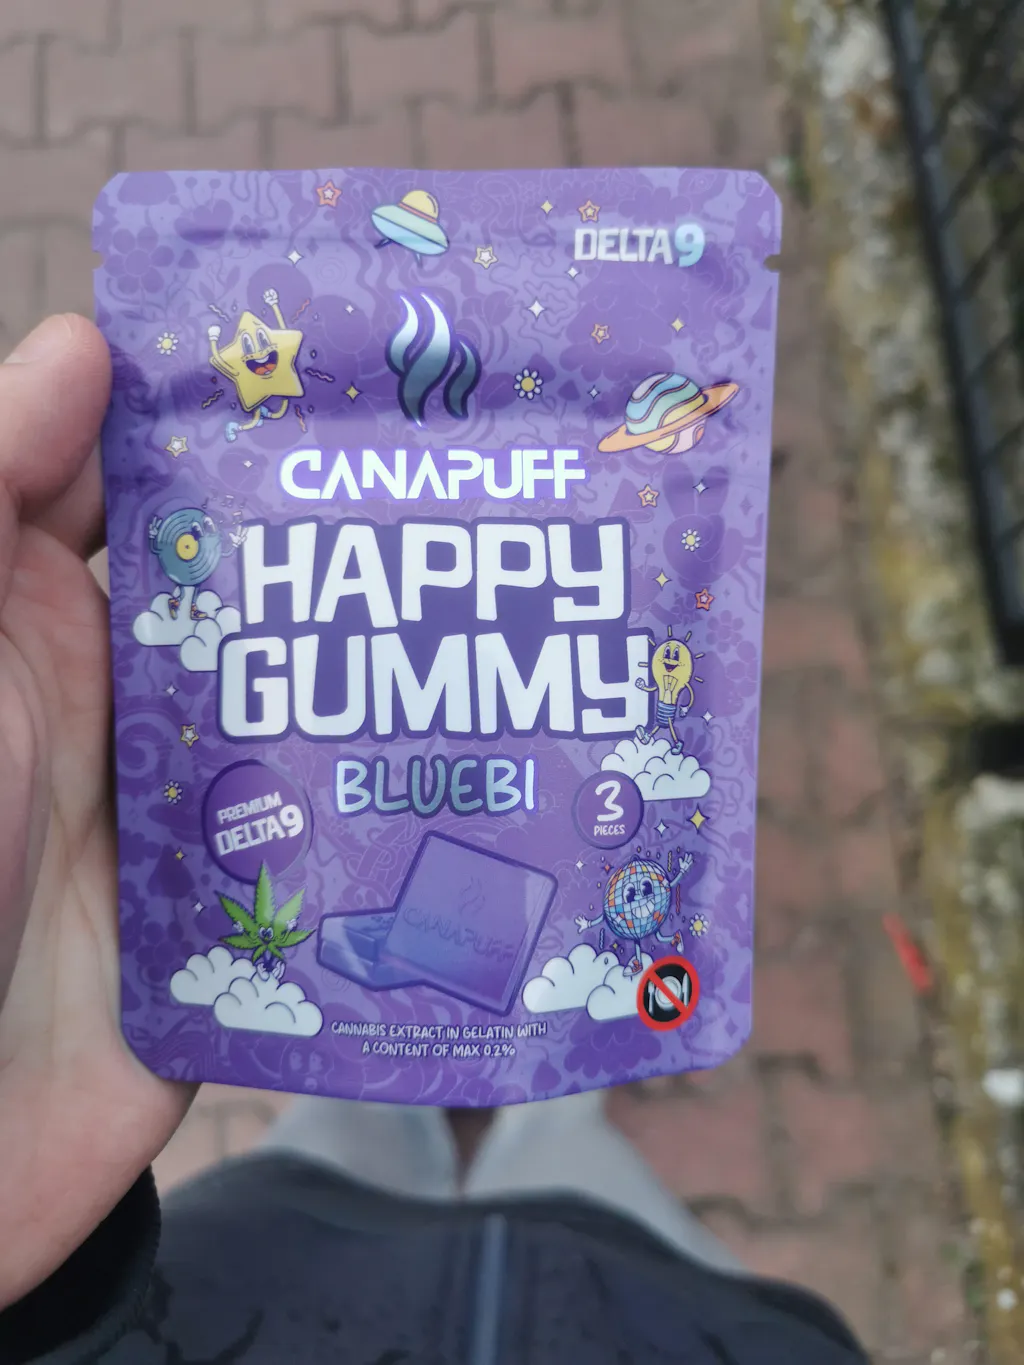 DELTA9
CANAPUFF
HAPPY
GUMMY
BLUEBI
PREMIUM
DELTA9
3
PIECES
CANAPUFF
CANNABIS EXTRACT IN GELATIN WITH
A CONTENT OF MAX 0.2%